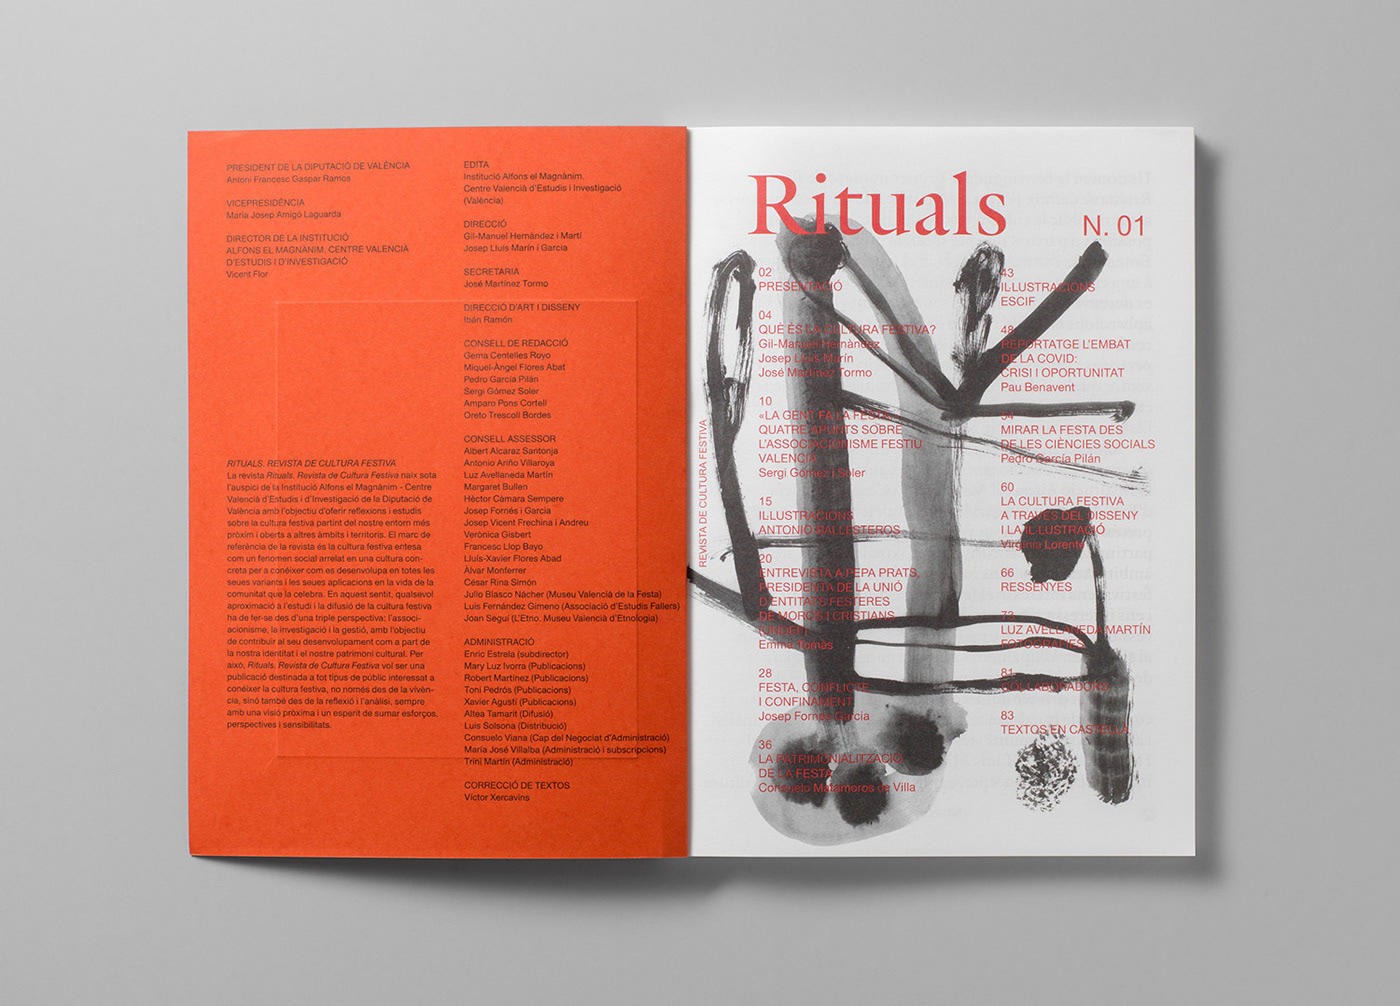 PRESIDENT DE LA DIPUTACIÓ DE VALÈNCIA
Antoni Francesc Gaspar Ramos
VICEPRESIDÈNCIA
Maria Josep Amigó Laguarda
DIRECTOR DE LA INSTITUCIÓ
ALFONS EL MAGNÀNIM. CENTRE VALENCIÀ
D'ESTUDIS I D'INVESTIGACIÓ
Vicent Flor
RITUALS. REVISTA DE CULTURA FESTIVA
La revista Rituals. Revista de Cultura Festiva naix sota
l'auspici de la Institució Alfons el Magnànim - Centre
Valencià d'Estudis i d'Investigació de la Diputació de
València amb l'objectiu d'oferir reflexions i estudis
sobre la cultura festiva partint del nostre entorn més
pròxim i oberts a altres àmbits i territoris. El marc de
referència de la revista és la cultura festiva entesa
com un fenomen social arrelat en una cultura con-
creta per a conéixer com es desenvolupa en totes les
seues variants i les seues aplicacions en la vida de la
comunitat que la celebra. En aquest sentit, qualsevol
aproximació a l'estudi i la difusió de la cultura festiva
ha de fer-se des d'una triple perspectiva: l'associ-
acionisme, la investigació i la gestió, amb l'objectiu
de contribuir al seu desenvolupament com a part de
la nostra identitat i el nostre patrimoni cultural. Per
això, Rituals. Revista de Cultura Festiva vol ser una
publicació destinada a tot tipus de públic interessat a
conéixer la cultura festiva, no només des de la vivèn-
cia, sinó també des de la reflexió i l'anàlisi, sempre
amb una visió pròxima i un esperit de sumar esforços,
perspectives i sensibilitats.
EDITA
Institució Alfons el Magnànim.
Centre Valencià d'Estudis i Investigació
(València)
DIRECCIÓ
Gil-Manuel Hernàndez i Martí
Josep Lluís Marín i Garcia
SECRETARIA
José Martínez Tormo
DIRECCIÓ D'ART I DISSENY
Ibán Ramón
CONSELL DE REDACCIÓ
Gema Centelles Royo
Miquel-Àngel Flores Abat
Pedro García Pilán
Sergi Gómez Soler
Amparo Pons Cortell
Oreto Trescolí Bordes
CONSELL ASSESSOR
Albert Alcaraz Santonja
Antonio Ariño Villaroya
Luz Avellaneda Martín
Margaret Bullen
Hèctor Càmara Sempere
Josep Fornés i Garcia
Josep Vicent Frechina i Andreu
Verònica Gisbert
Francesc Llop Bayo
Lluís-Xavier Flores Abad
Àlvar Monferrer
César Rina Simón
Julio Blasco Nácher (Museu Valencià de la Festa)
Luis Fernández Gimeno (Associació d'Estudis Fallers)
Joan Seguí (L'Etno. Museu Valencià d'Etnologia)
ADMINISTRACIÓ
Enric Estrela (subdirector)
Mary Luz Ivorra (Publicacions)
Robert Martínez (Publicacions)
Toni Pedrós (Publicacions)
Xavier Agustí (Publicacions)
Altea Tamarit (Difusió)
Luis Solsona (Distribució)
Consuelo Viana (Cap del Negociat d'Administració)
María José Villalba (Administració i subscripcions)
Trini Martín (Administració)
CORRECCIÓ DE TEXTOS
Víctor Xercavins
REVISTA DE CULTURA FESTIVA
Rituals
N. 01
02
PRESENTACIÓ
04
QUÈ ÉS LA CULTURA FESTIVA?
Gil-Manuel Hernàndez
Josep Lluís Marín
José Martínez Tormo
10
«LA GENT FA LA FESTA»
QUATRE APUNTS SOBRE
L'ASSOCIACIONISME FESTIU
VALENCIÀ
Sergi Gómez i Soler
15
IL·LUSTRACIONS
ANTONIO BALLESTEROS
20
ENTREVISTA A PEPA PRATS,
PRESIDENTA DE LA UNIÓ
D'ENTITATS FESTERES
DE MOROS I CRISTIANS
(UNDEF)
Emma Tomàs
28
FESTA, CONFLICTE
I CONFINAMENT
Josep Fornés Garcia
36
LA PATRIMONIALITZACIÓ
DE LA FESTA
Consuelo Matamoros de Villa
43
IL·LUSTRACIONS
ESCIF
48
REPORTATGE L'EMBAT
DE LA COVID:
CRISI I OPORTUNITAT
Pau Benavent
54
MIRAR LA FESTA DES
DE LES CIÈNCIES SOCIALS
Pedro García Pilán
60
LA CULTURA FESTIVA
A TRAVÉS DEL DISSENY
I LA IL·LUSTRACIÓ
Virginia Lorente
66
RESSENYES
73
LUZ AVELLANEDA MARTÍN
FOTOGRAFIES
81
COL·LABORADORS
83
TEXTOS EN CASTELLÀ